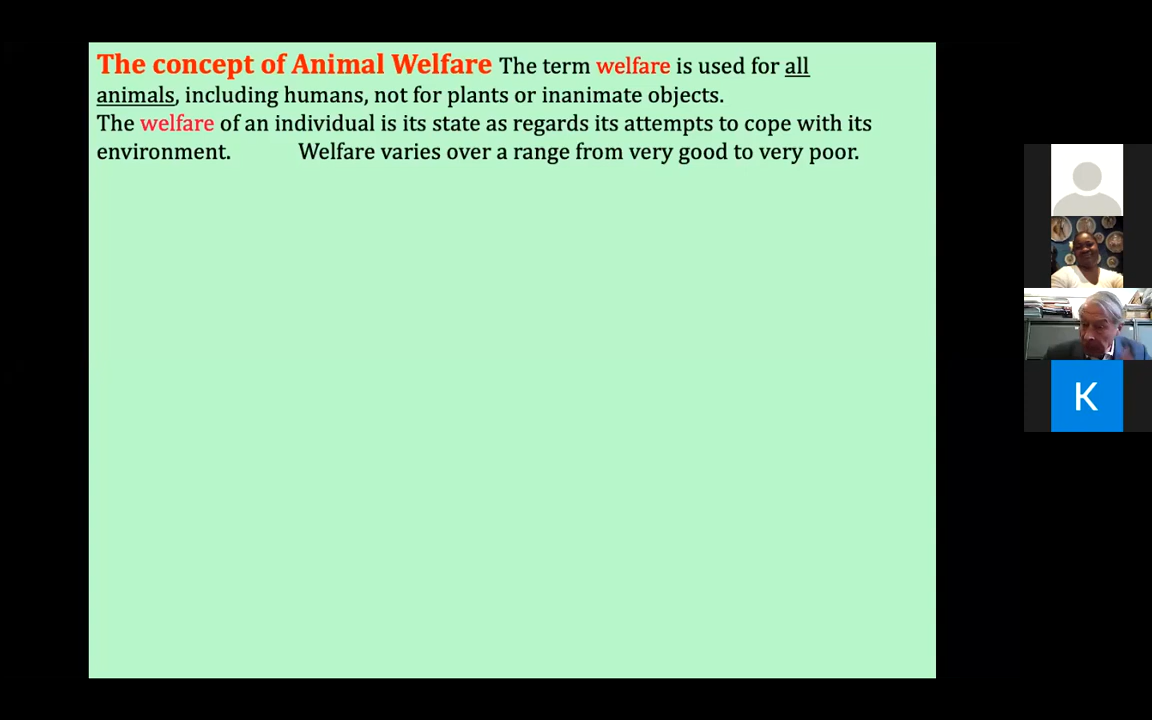 The concept of Animal Welfare The term welfare is used for all
animals, including humans, not for plants or inanimate objects.
The welfare of an individual is its state as regards its attempts to cope with its
environment. Welfare varies over a range from very good to very poor.
K